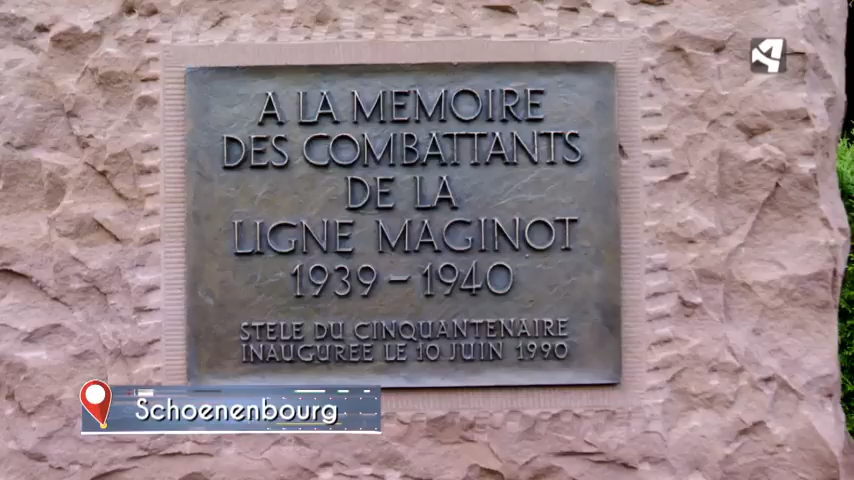 A LA MEMOIRE
DES COMBATTANTS
DE LA
LIGNE MAGINOT
1939 – 1940
STELE DU CINQUANTENAIRE
INAUGUREE LE 10 JUIN 1990
Schoenenbourg